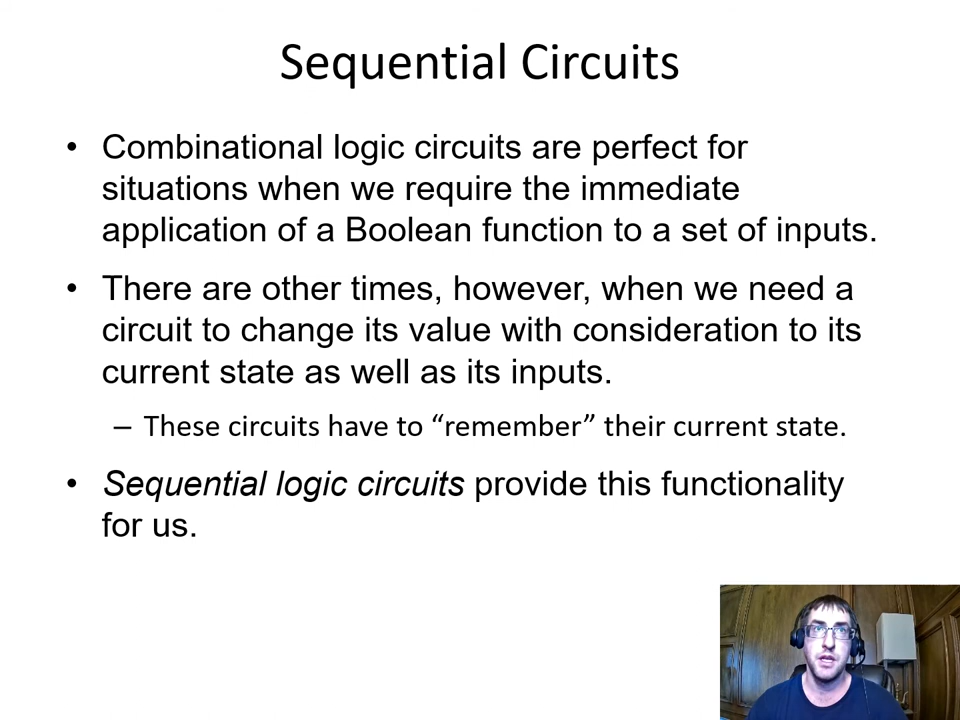 Sequential Circuits
• Combinational logic circuits are perfect for
situations when we require the immediate
application of a Boolean function to a set of inputs.
• There are other times, however, when we need a
circuit to change its value with consideration to its
current state as well as its inputs.
– These circuits have to “remember” their current state.
• Sequential logic circuits provide this functionality
for us.